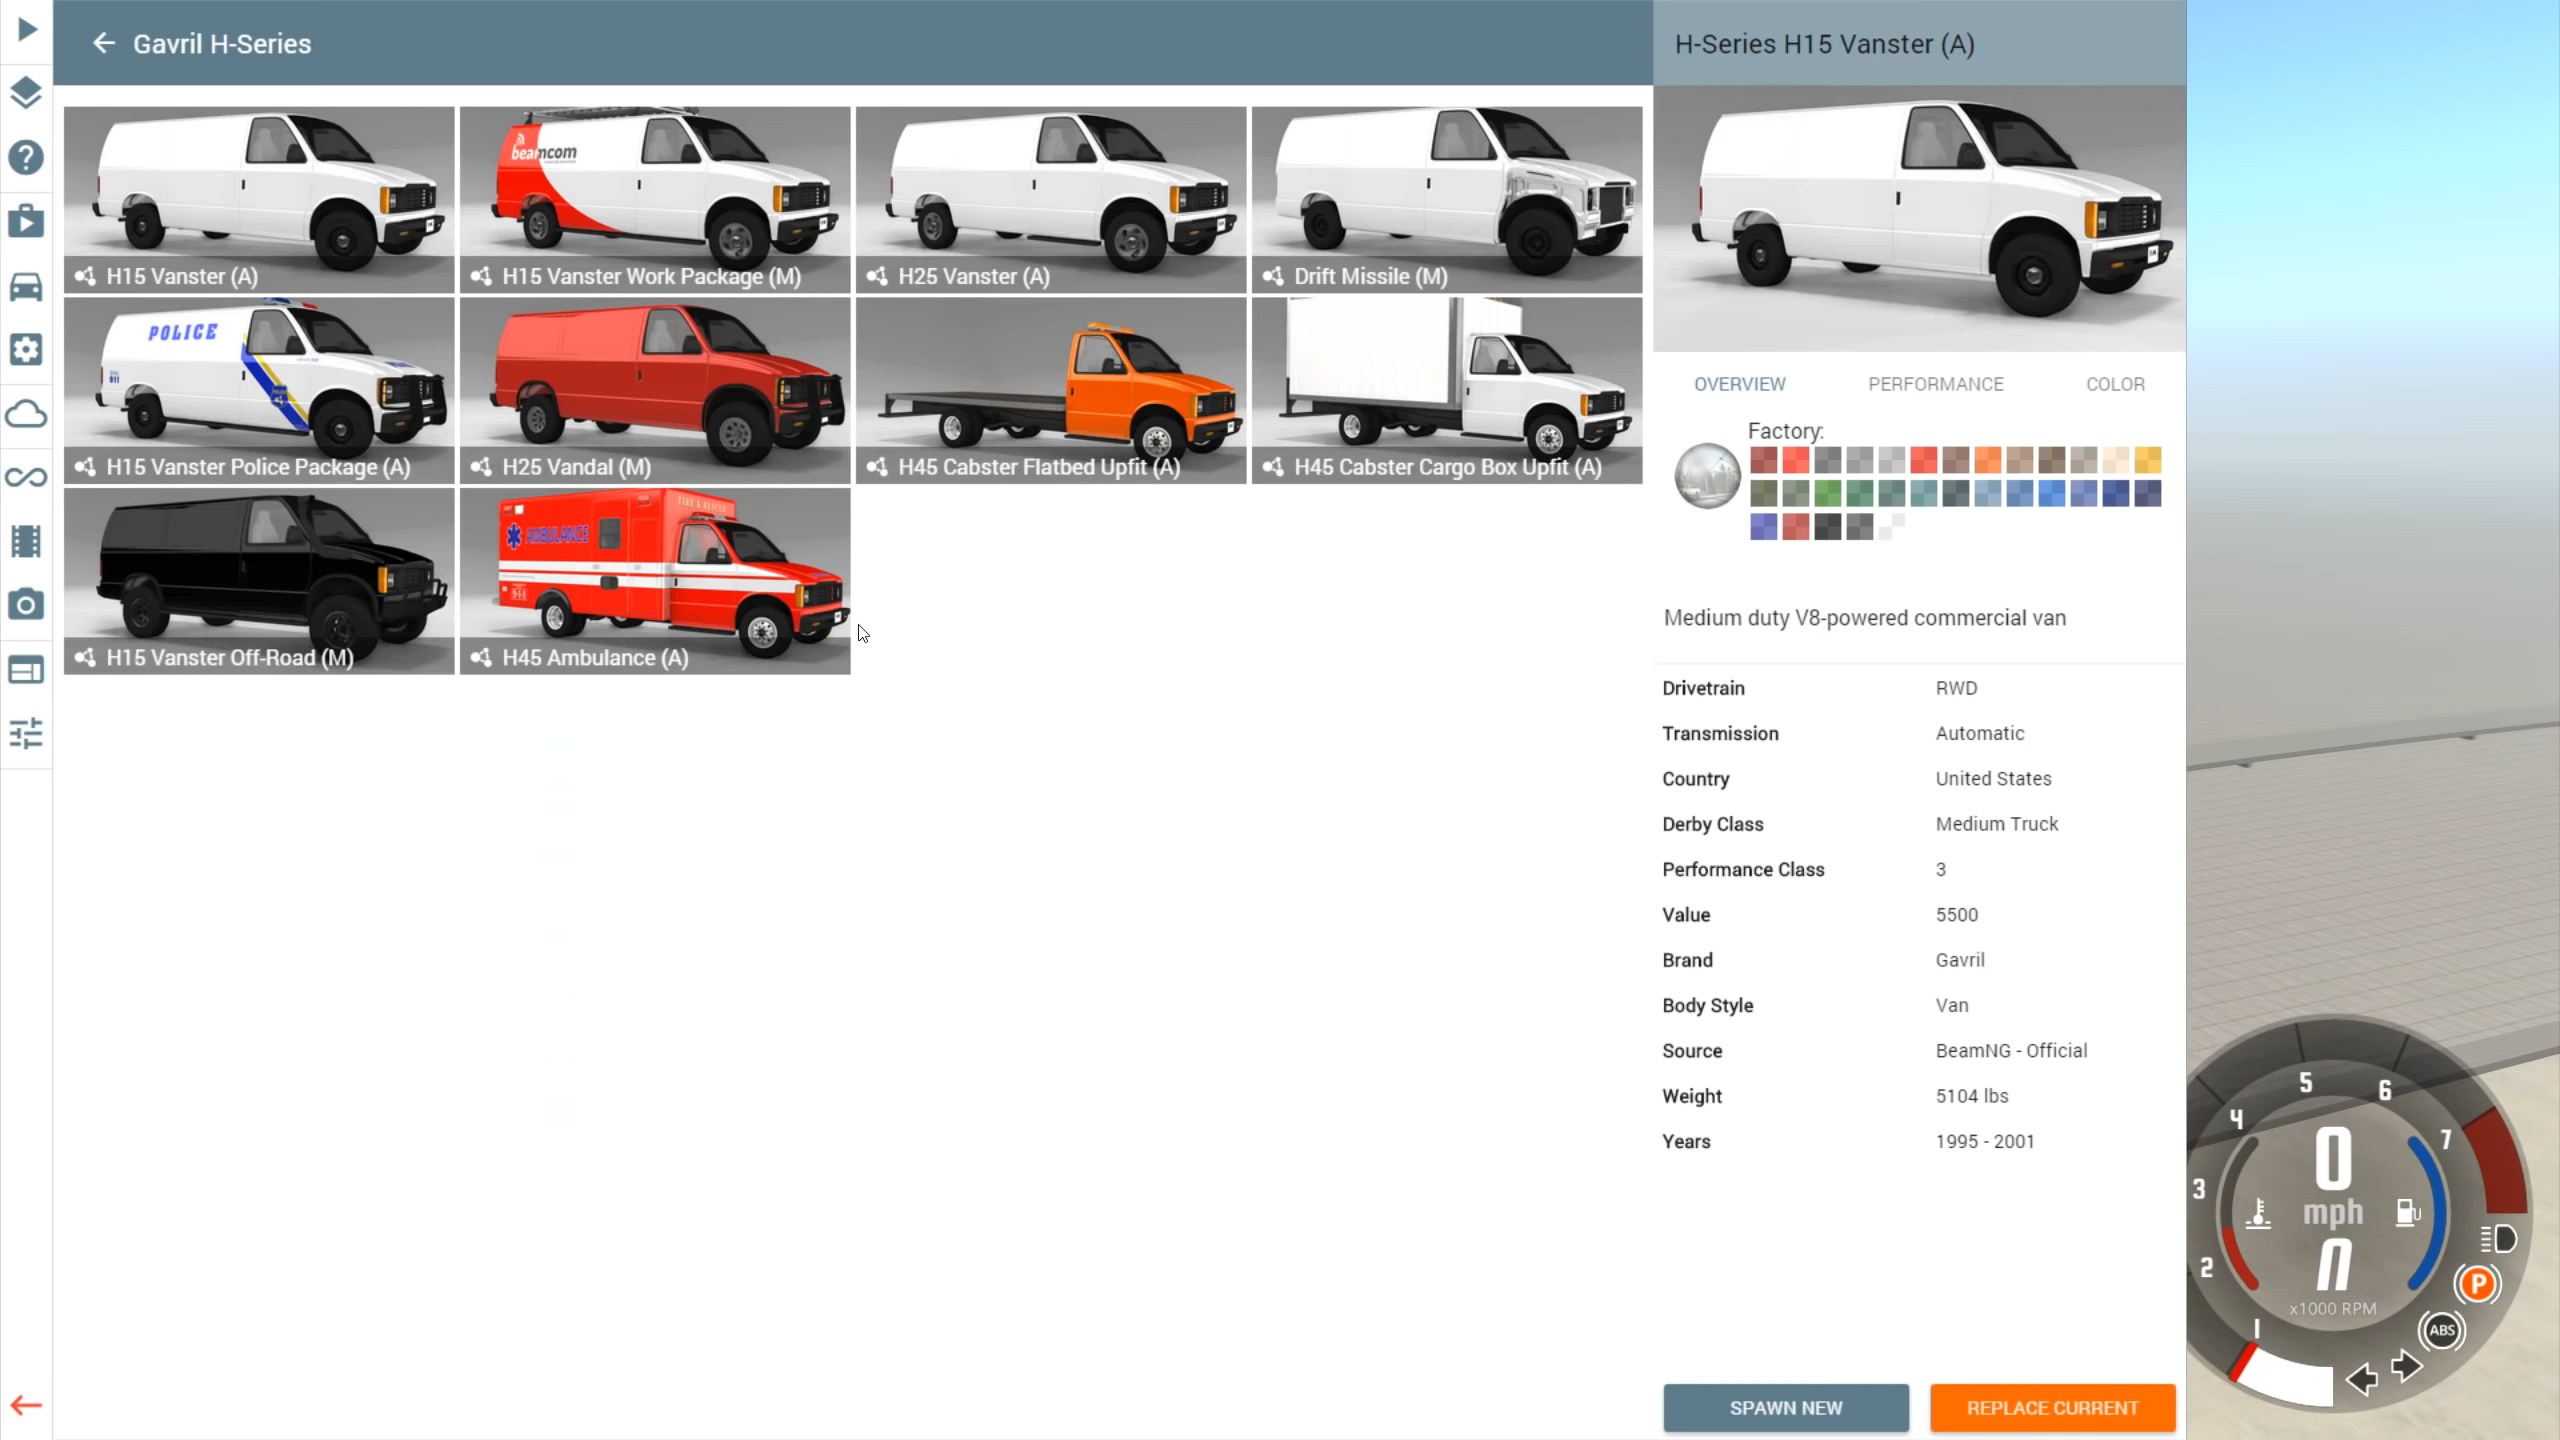 Gavril H-Series
H-Series H15 Vanster (A)
beamcom
H15 Vanster (A)
H15 Vanster Work Package (M)
H25 Vanster (A)
Drift Missile (M)
POLICE
911
H15 Vanster Police Package (A)
H25 Vandal (M)
H45 Cabster Flatbed Upfit (A)
H45 Cabster Cargo Box Upfit (A)
FIRE & RESCUE
AMBULANCE
H15 Vanster Off-Road (M)
H45 Ambulance (A)
OVERVIEW
PERFORMANCE
COLOR
Factory:
Medium duty V8-powered commercial van
Drivetrain RWD
Transmission Automatic
Country United States
Derby Class Medium Truck
Performance Class 3
Value 5500
Brand Gavril
Body Style Van
Source BeamNG - Official
Weight 5104 lbs
Years 1995 - 2001
SPAWN NEW
REPLACE CURRENT
1
2
3
4
5
6
7
0
mph
n
x1000 RPM
P
ABS